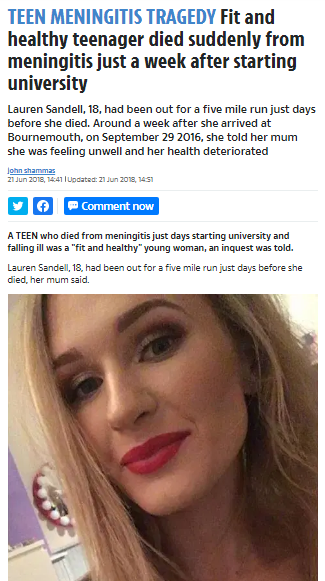 TEEN MENINGITIS TRAGEDY Fit and
healthy teenager died suddenly from
meningitis just a week after starting
university
Lauren Sandell, 18, had been out for a five mile run just days
before she died. Around a week after she arrived at
Bournemouth, on September 29 2016, she told her mum
she was feeling unwell and her health deteriorated
John shammas
21 Jun 2018, 14:41 | Updated: 21 Jun 2018, 14:51
Comment now
A TEEN who died from meningitis just days starting university and
falling ill was a "fit and healthy" young woman, an inquest was told.
Lauren Sandell, 18, had been out for a five mile run just days before she
died, her mum said.